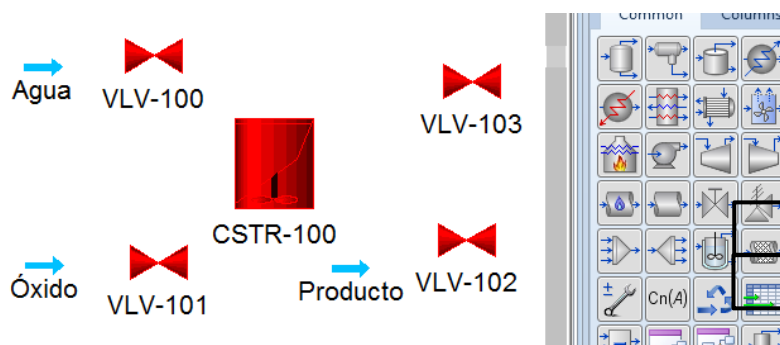 Common Columns
Agua
VLV-100
VLV-103
CSTR-100
Óxido
VLV-101
Producto
VLV-102
Cn(A)